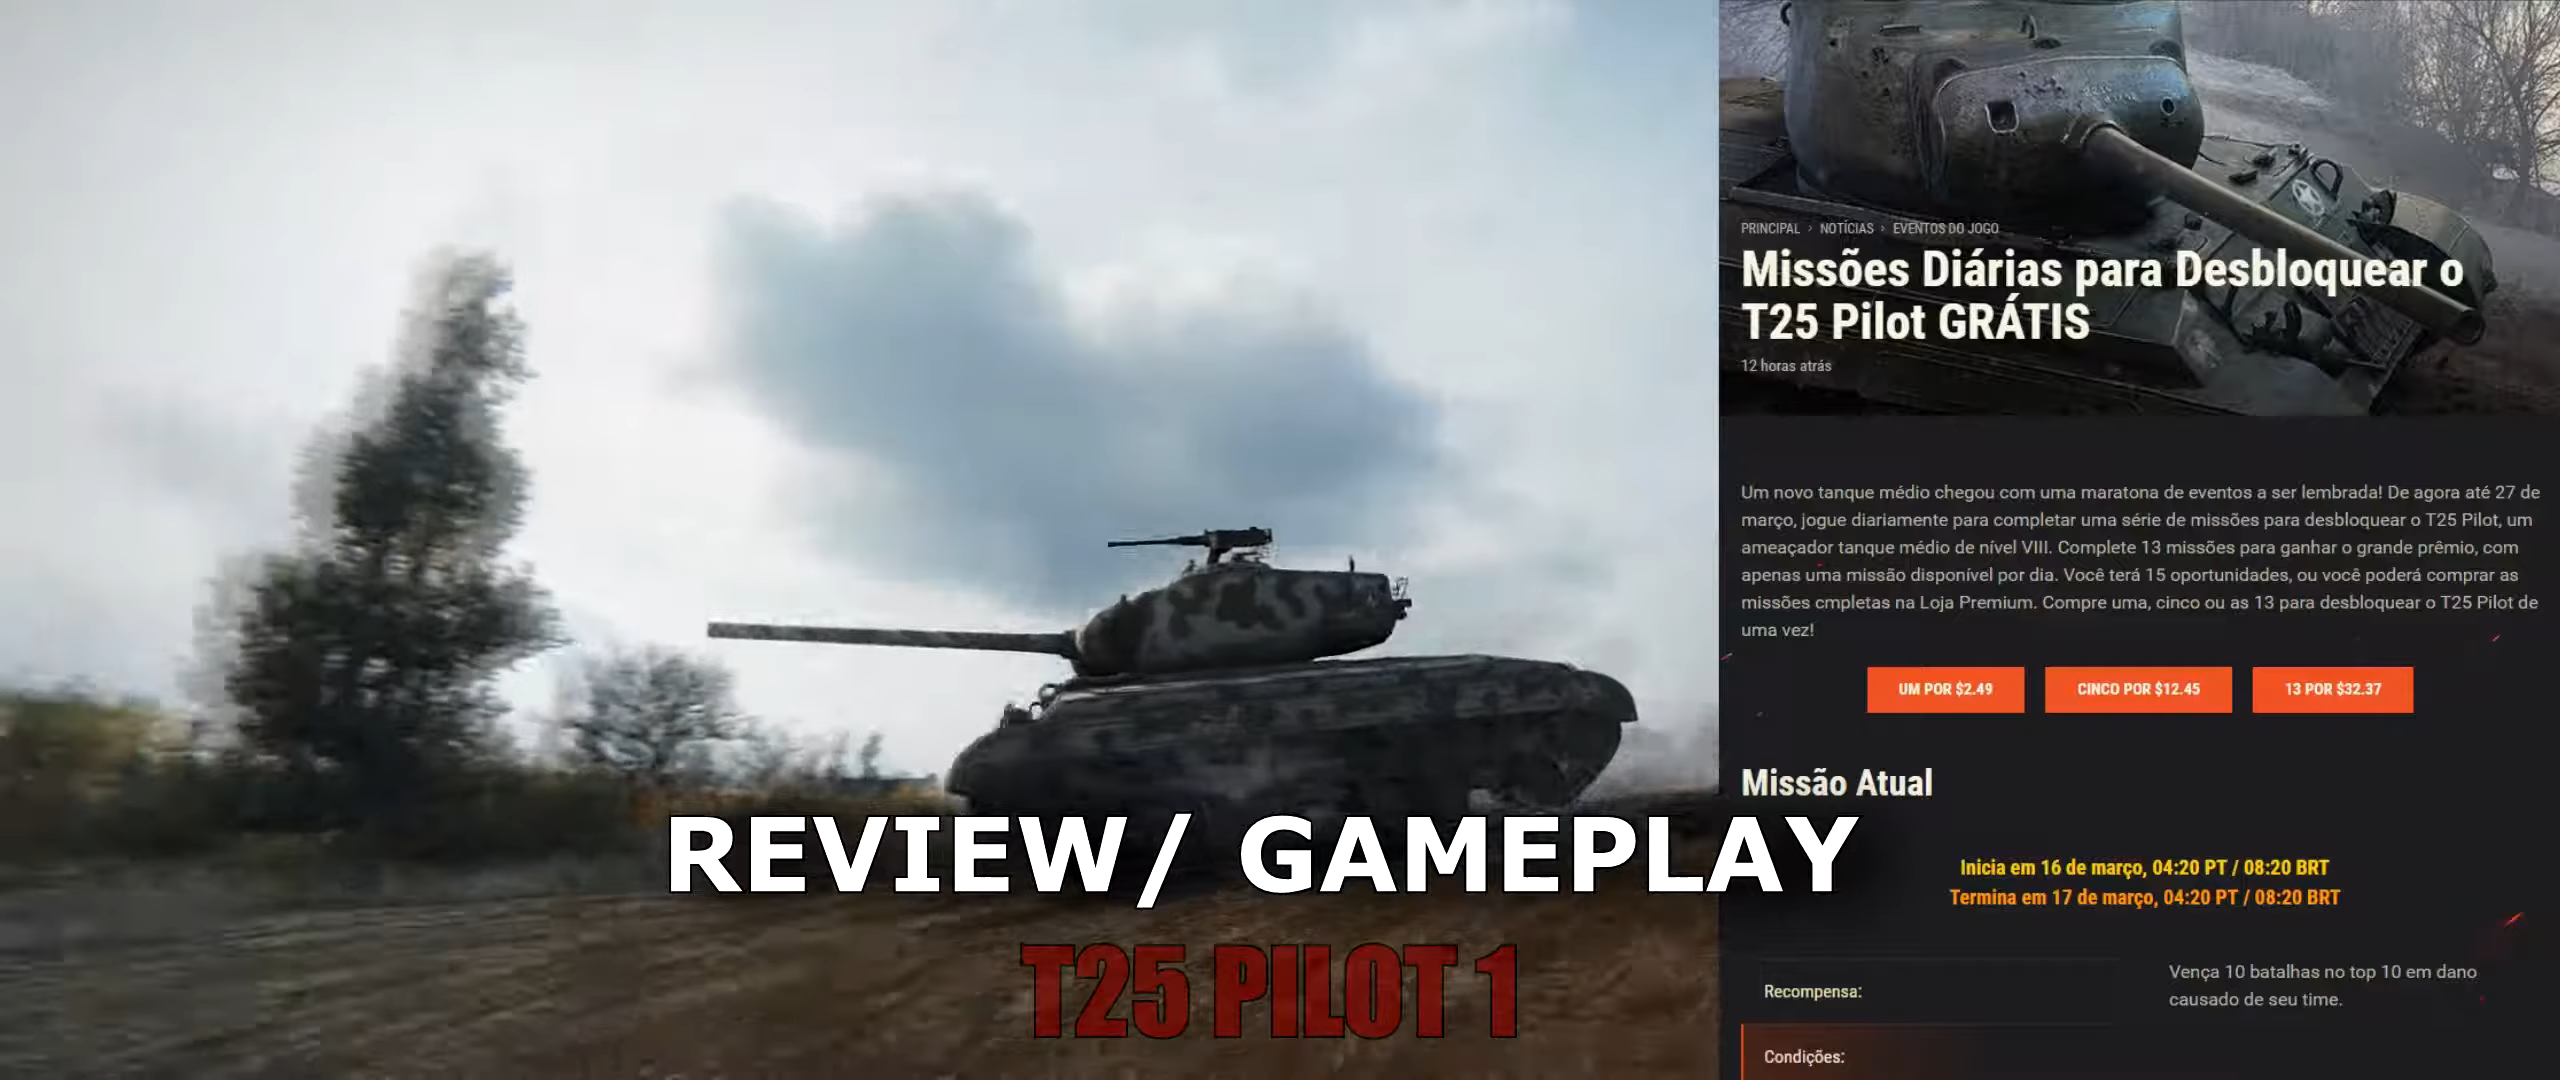 PRINCIPAL › NOTÍCIAS › EVENTOS DO JOGO
Missões Diárias para Desbloquear o
T25 Pilot GRÁTIS
12 horas atrás
Um novo tanque médio chegou com uma maratona de eventos a ser lembrada! De agora até 27 de
março, jogue diariamente para completar uma série de missões para desbloquear o T25 Pilot, um
ameaçador tanque médio de nível VIII. Complete 13 missões para ganhar o grande prêmio, com
apenas uma missão disponível por dia. Você terá 15 oportunidades, ou você poderá comprar as
missões cmpletas na Loja Premium. Compre uma, cinco ou as 13 para desbloquear o T25 Pilot de
uma vez!
UM POR $2.49
CINCO POR $12.45
13 POR $32.37
Missão Atual
Inicia em 16 de março, 04:20 PT / 08:20 BRT
Termina em 17 de março, 04:20 PT / 08:20 BRT
Recompensa:
Vença 10 batalhas no top 10 em dano
causado de seu time.
Condições:
REVIEW/ GAMEPLAY
T25 PILOT 1